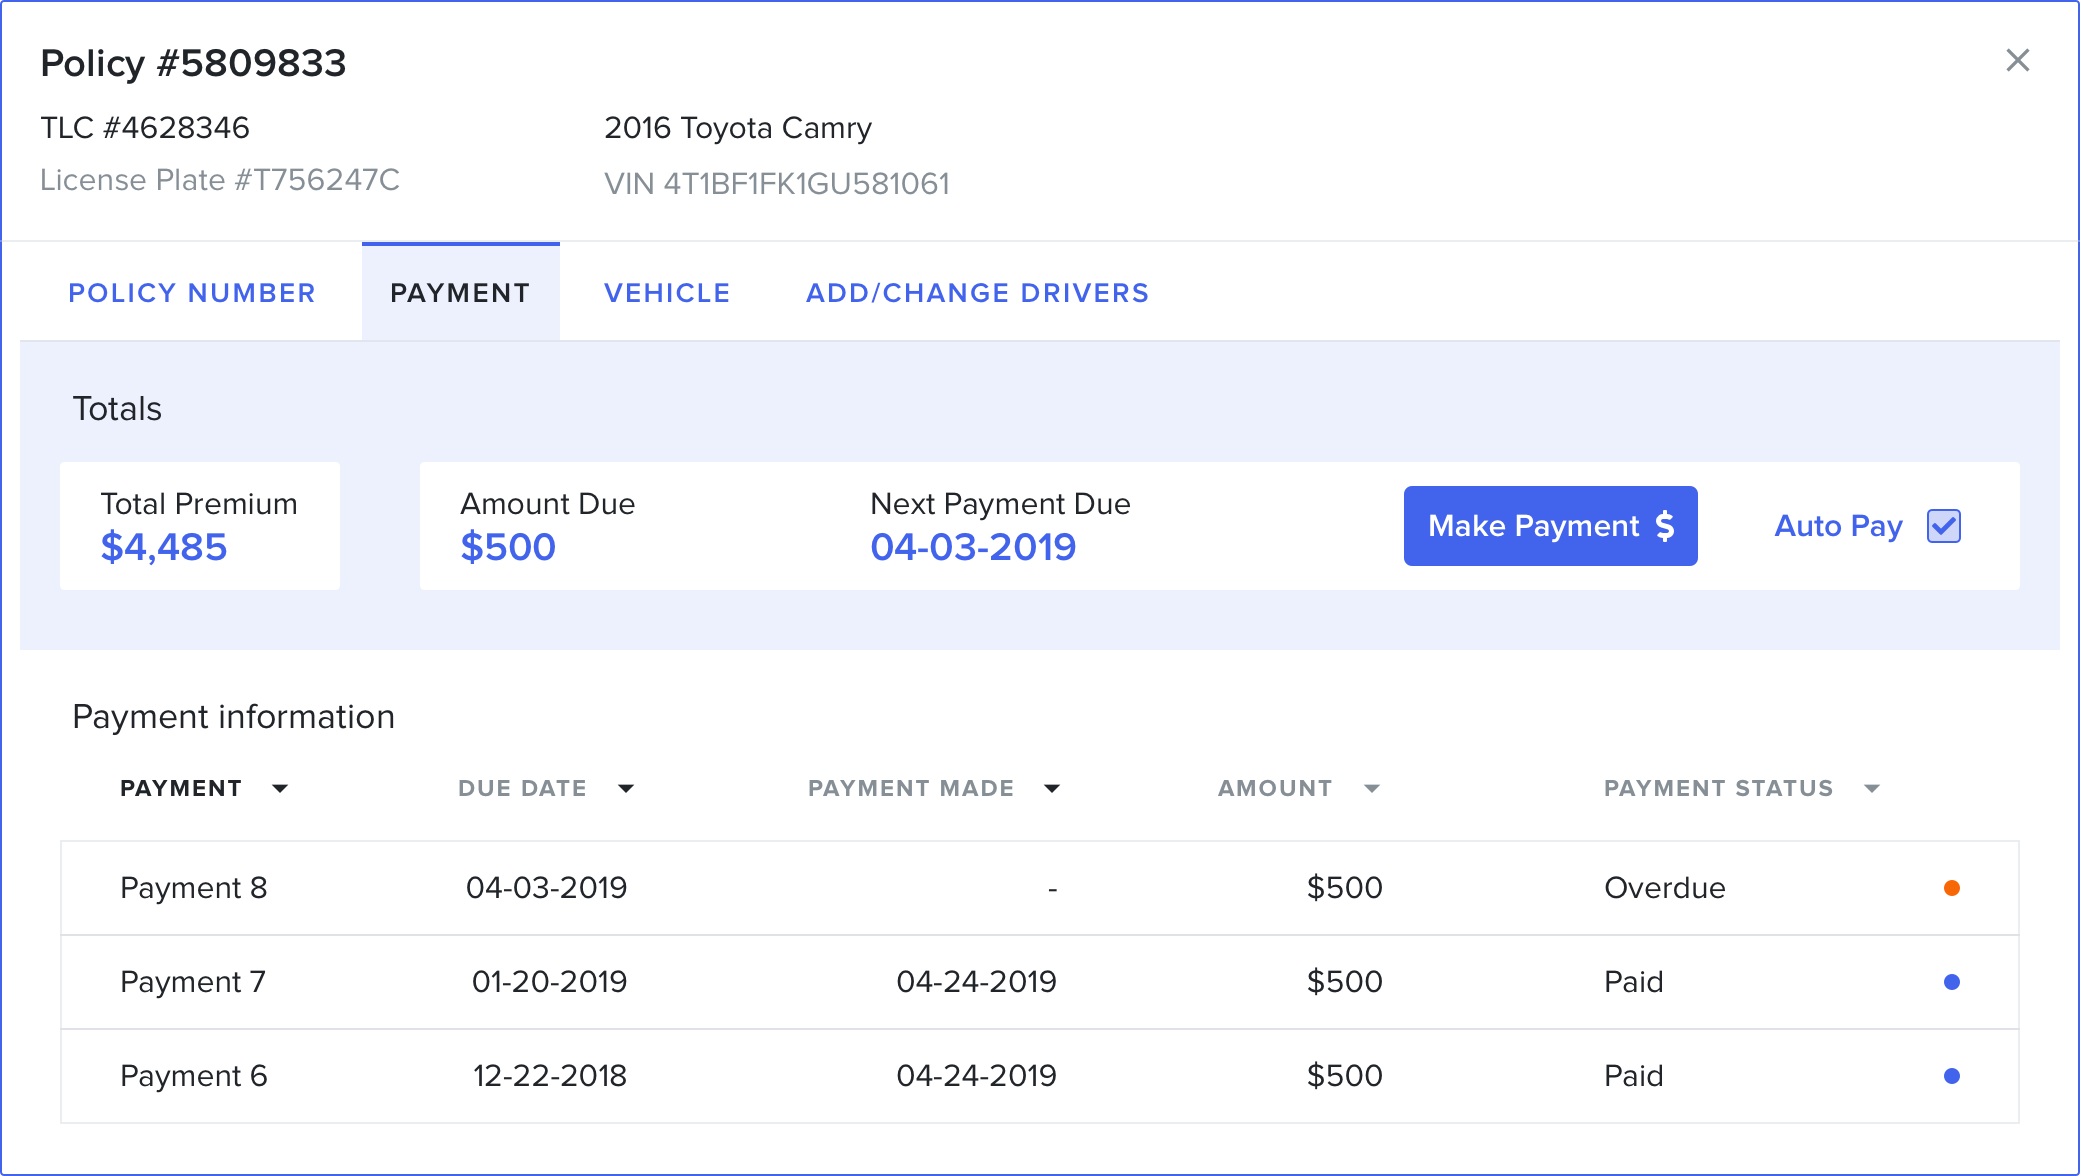 Policy #5809833
TLC #4628346
License Plate #T756247C
2016 Toyota Camry
VIN 4T1BF1FK1GU581061
POLICY NUMBER
PAYMENT
VEHICLE
ADD/CHANGE DRIVERS
Totals
Total Premium
$4,485
Amount Due
$500
Next Payment Due
04-03-2019
Make Payment $
Auto Pay
Payment information
PAYMENT DUE DATE PAYMENT MADE AMOUNT PAYMENT STATUS
Payment 8 04-03-2019 - $500 Overdue
Payment 7 01-20-2019 04-24-2019 $500 Paid
Payment 6 12-22-2018 04-24-2019 $500 Paid